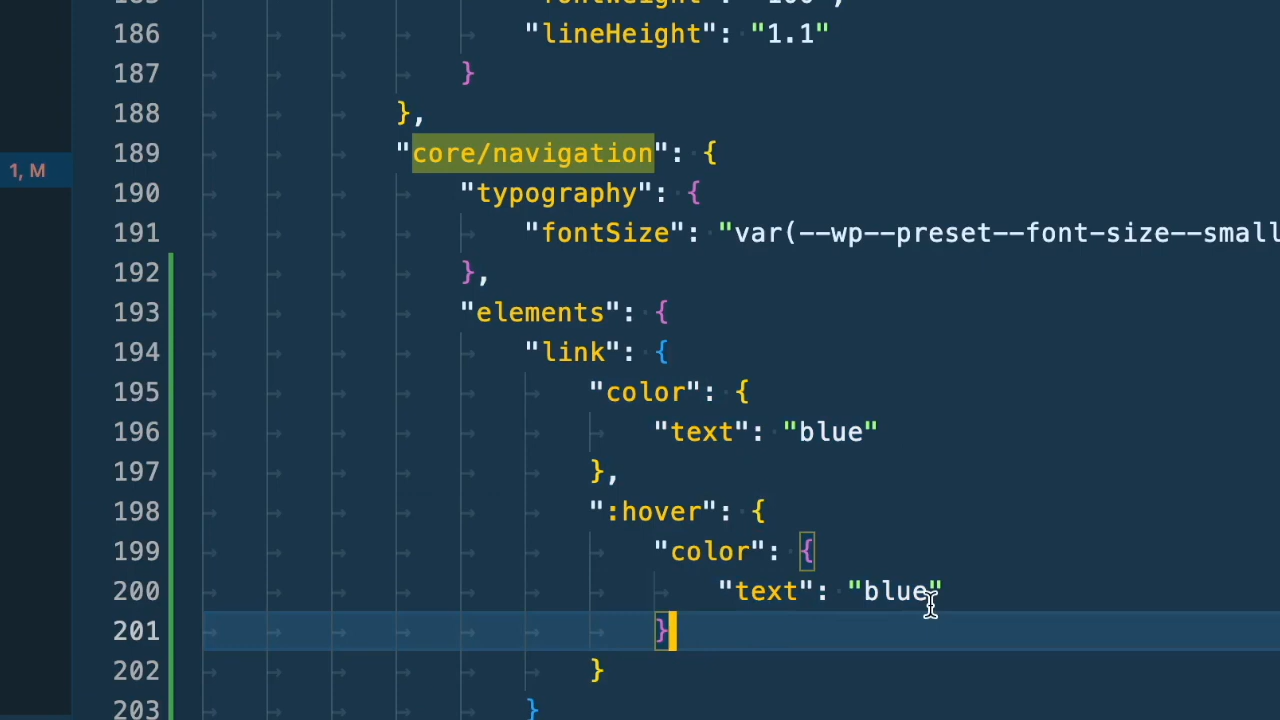 186 "lineHeight": "1.1"
187 }
188 },
1, M
189 "core/navigation": {
190 "typography": {
191 "fontSize": "var(--wp--preset--font-size--small
192 },
193 "elements": {
194 "link": {
195 "color": {
196 "text": "blue"
197 },
198 ":hover": {
199 "color": {
200 "text": "blue"
201 }
202 }
203 }